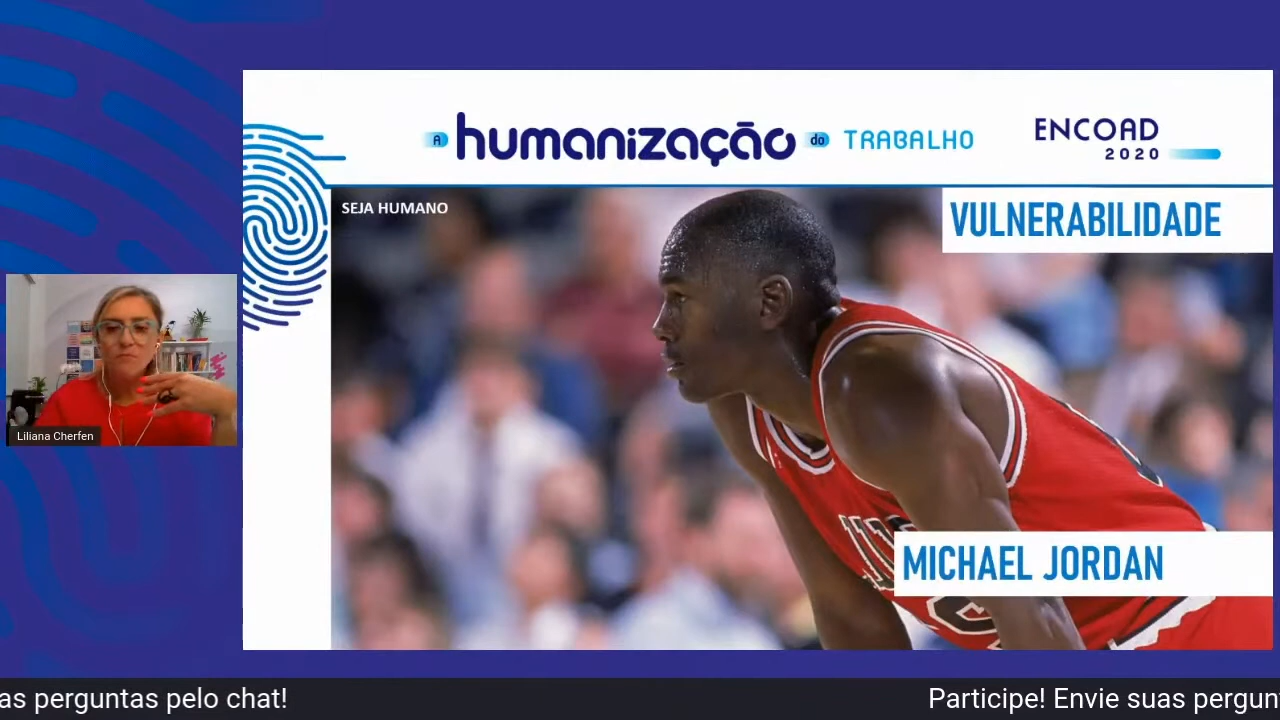 A humanização do TRABALHO
ENCOAD
2020
SEJA HUMANO
VULNERABILIDADE
Liliana Cherfen
MICHAEL JORDAN
as perguntas pelo chat!
Participe! Envie suas pergun